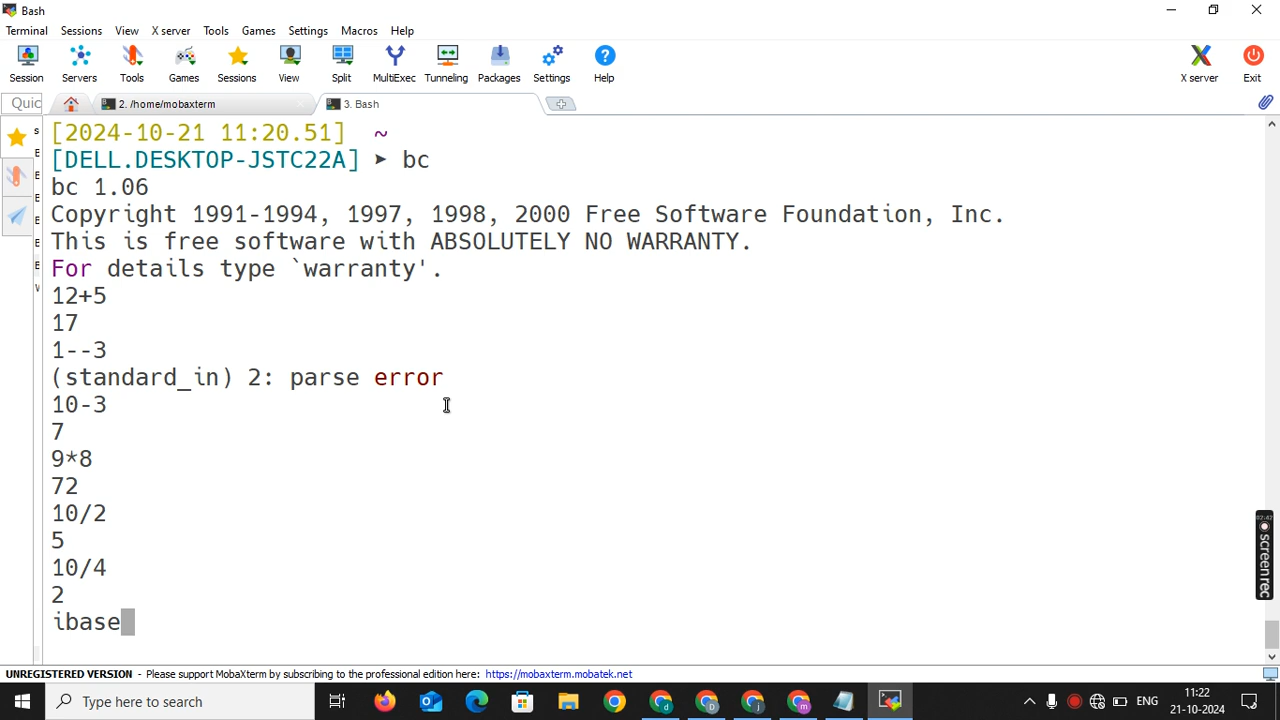 Bash
Terminal Sessions View X server Tools Games Settings Macros Help
Session Servers Tools Games Sessions View Split MultiExec Tunneling Packages Settings Help X server Exit
Quic 2. /home/mobaxterm 3. Bash
[2024-10-21 11:20.51] ~
[DELL.DESKTOP-JSTC22A] ➤ bc
bc 1.06
Copyright 1991-1994, 1997, 1998, 2000 Free Software Foundation, Inc.
This is free software with ABSOLUTELY NO WARRANTY.
For details type `warranty'.
12+5
17
1--3
(standard_in) 2: parse error
10-3
7
9*8
72
10/2
5
10/4
2
ibase
screen rec
UNREGISTERED VERSION - Please support MobaXterm by subscribing to the professional edition here: https://mobaxterm.mobatek.net
Type here to search
ENG
11:22
21-10-2024